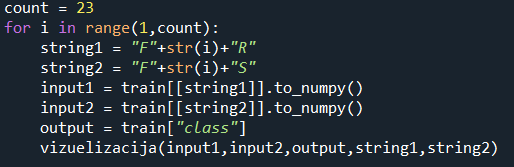 count = 23
for i in range(1,count):
    string1 = "F"+str(i)+"R"
    string2 = "F"+str(i)+"S"
    input1 = train[[string1]].to_numpy()
    input2 = train[[string2]].to_numpy()
    output = train["class"]
    vizuelizacija(input1,input2,output,string1,string2)